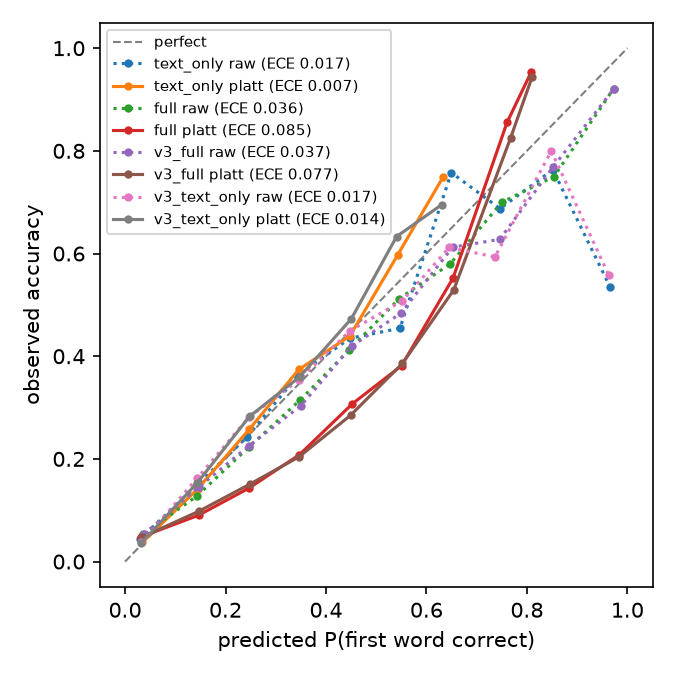 1.0
0.8
0.6
0.4
0.2
0.0
observed accuracy
perfect
text_only raw (ECE 0.017)
text_only platt (ECE 0.007)
full raw (ECE 0.036)
full platt (ECE 0.085)
v3_full raw (ECE 0.037)
v3_full platt (ECE 0.077)
v3_text_only raw (ECE 0.017)
v3_text_only platt (ECE 0.014)
0.0 0.2 0.4 0.6 0.8 1.0
predicted P(first word correct)